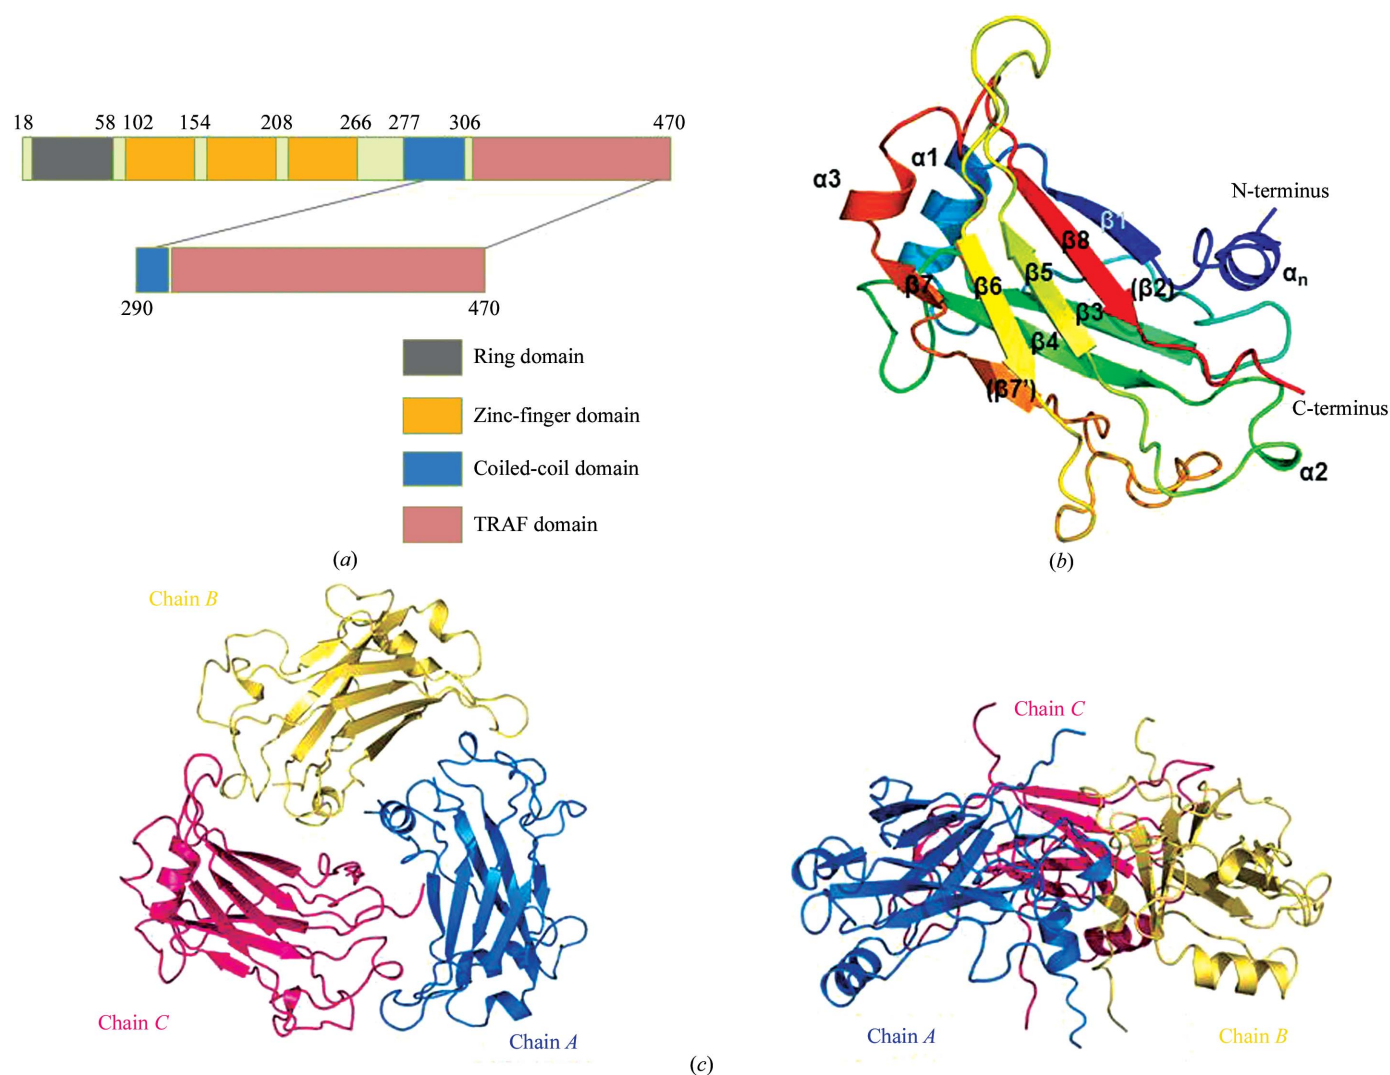 18 58 102 154 208 266 277 306 470
290 470
Ring domain
Zinc-finger domain
Coiled-coil domain
TRAF domain
(a)
α3
α1
β1
N-terminus
αn
β8
β7
β6
β5
(β2)
β3
β4
(β7')
C-terminus
α2
(b)
Chain B
Chain C
Chain A
Chain C
Chain A
Chain B
(c)